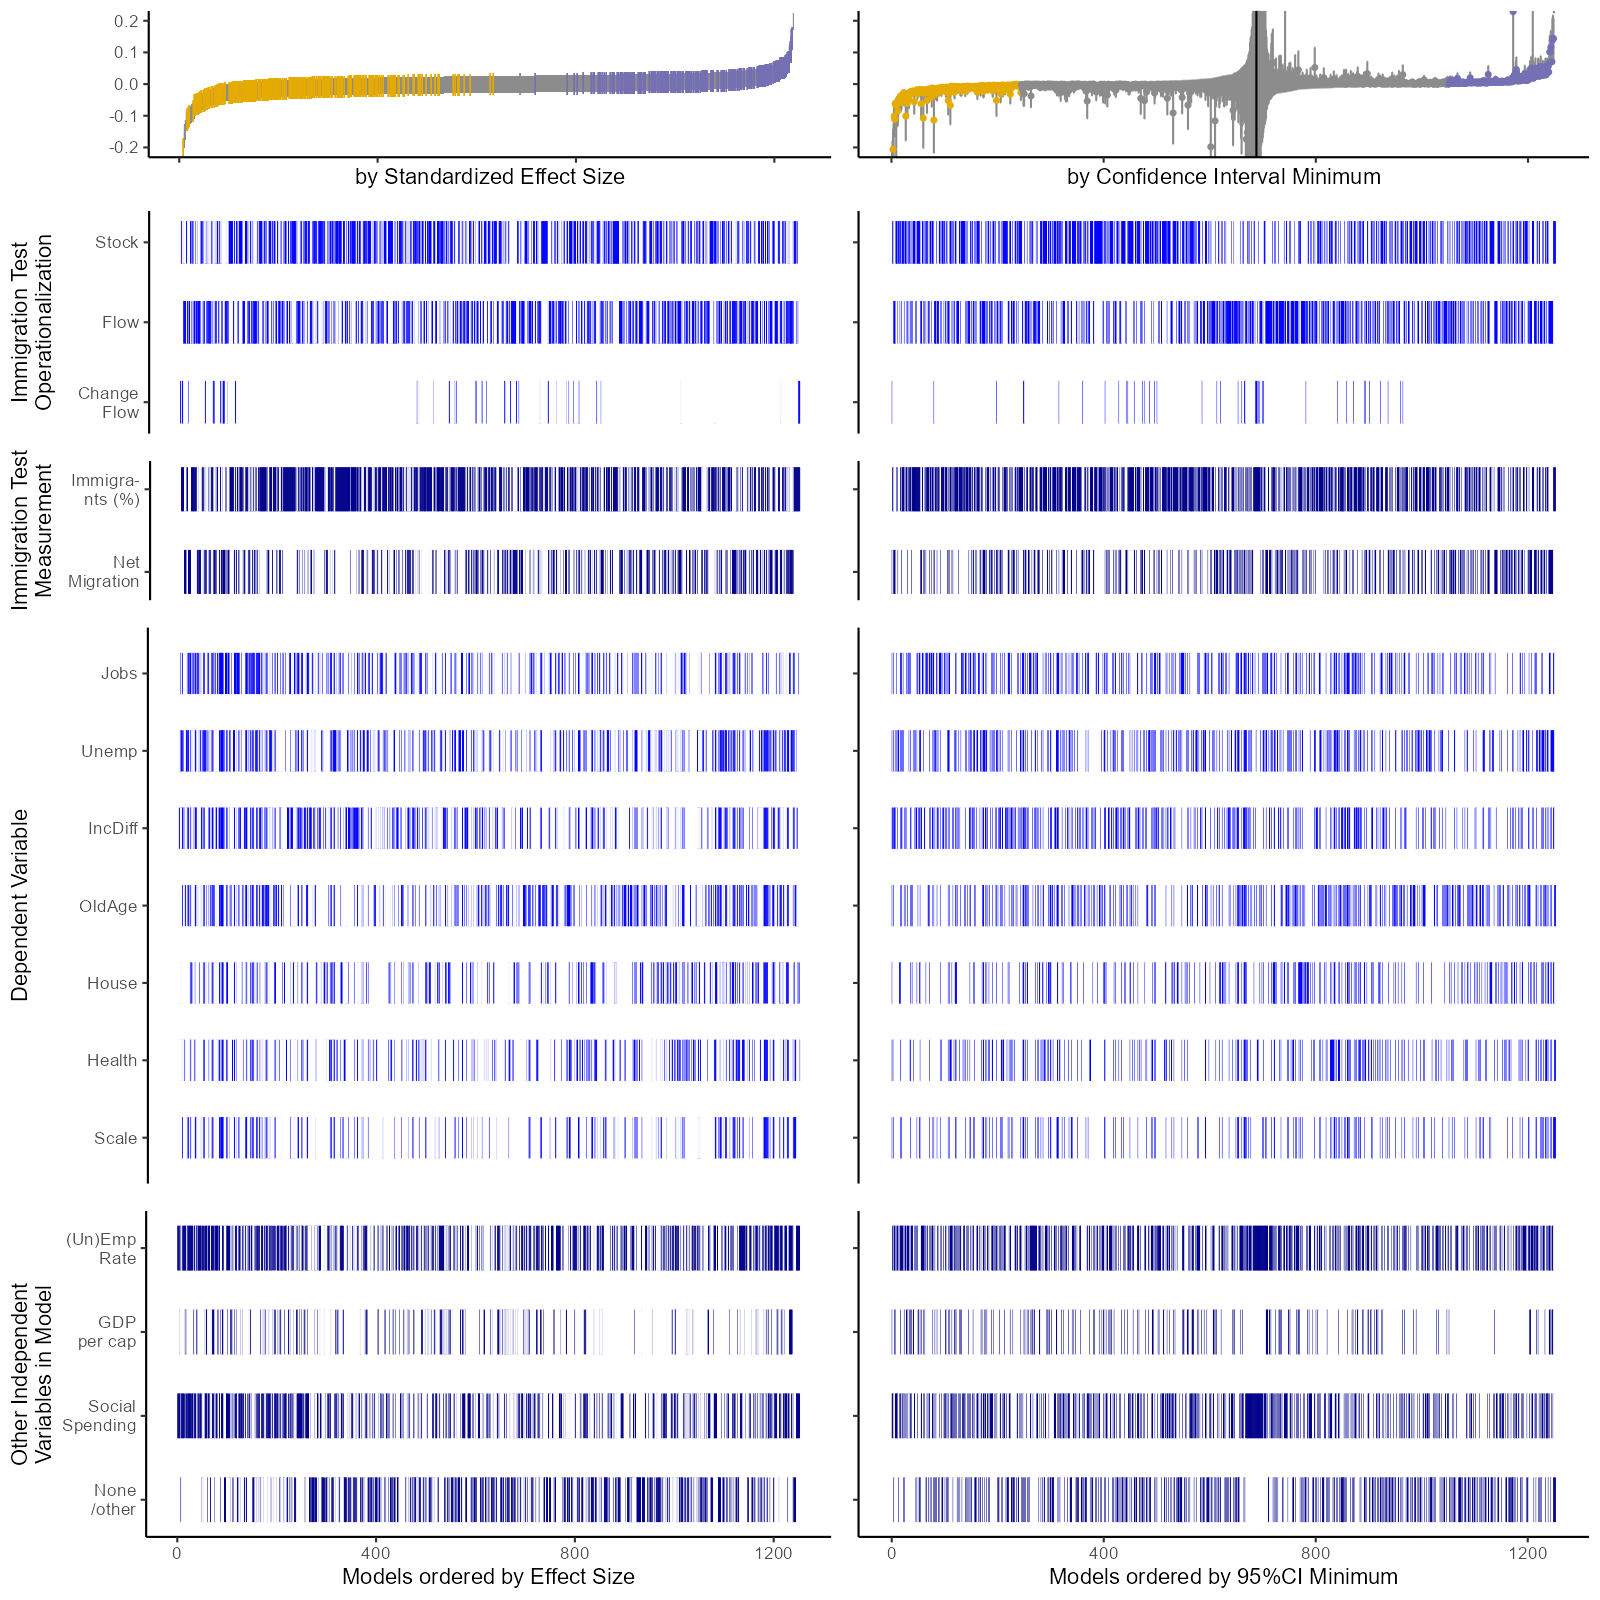 0.2
0.1
0.0
-0.1
-0.2
by Standardized Effect Size
by Confidence Interval Minimum
Immigration Test
Operationalization
Stock
Flow
Change
Flow
Immigration Test
Measurement
Immigra-
nts (%)
Net
Migration
Dependent Variable
Jobs
Unemp
IncDiff
OldAge
House
Health
Scale
Other Independent
Variables in Model
(Un)Emp
Rate
GDP
per cap
Social
Spending
None
/other
0
400
800
1200
0
400
800
1200
Models ordered by Effect Size
Models ordered by 95%CI Minimum